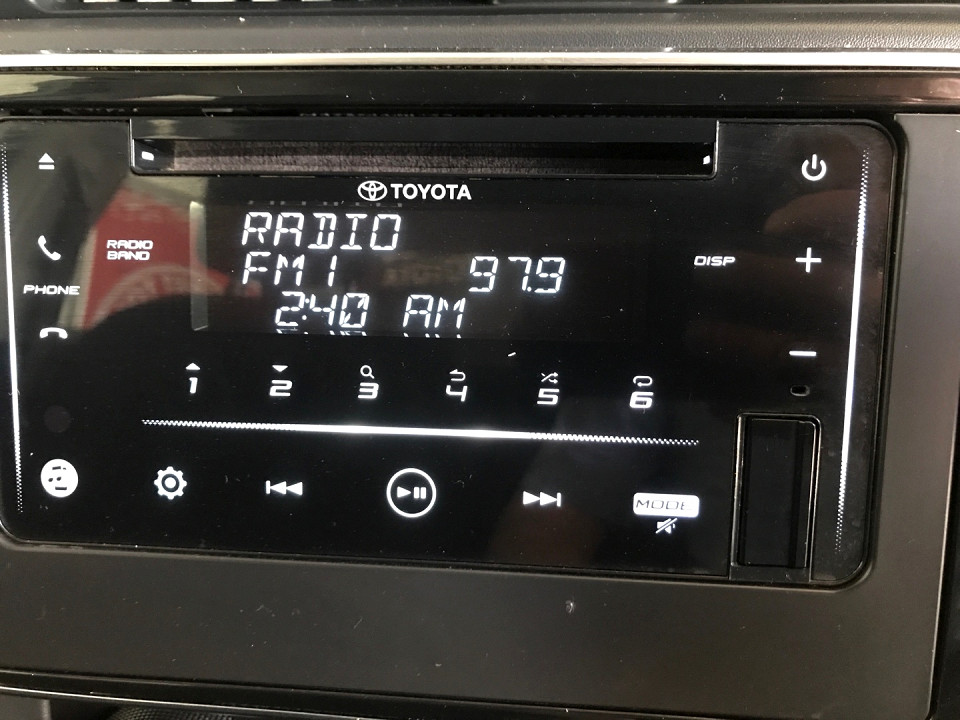 TOYOTA
RADIO
FM1 97.9
2:40 AM
RADIO
BAND
PHONE
DISP
1 2 3 4 5 6
MODE